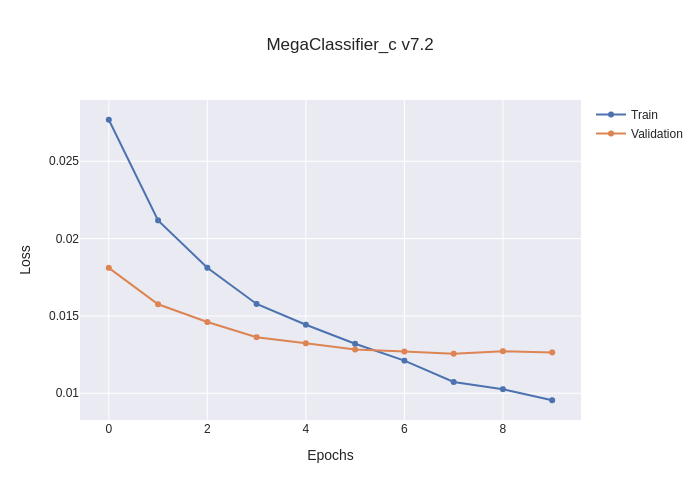 MegaClassifier_c v7.2
Train
Validation
0.025
0.02
0.015
0.01
Loss
0 2 4 6 8
Epochs